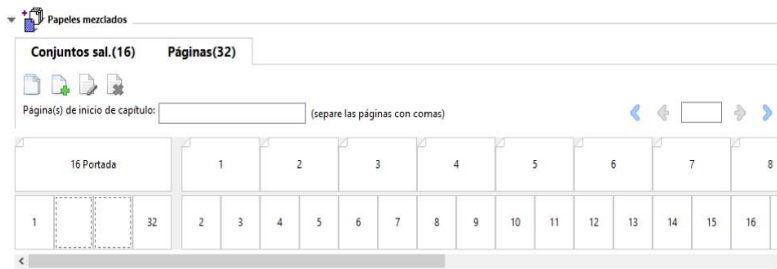 Papeles mezclados
Conjuntos sal.(16) Páginas(32)
Página(s) de inicio de capítulo: (separe las páginas con comas)
16 Portada 1 2 3 4 5 6 7 8
1 32 2 3 4 5 6 7 8 9 10 11 12 13 14 15 16